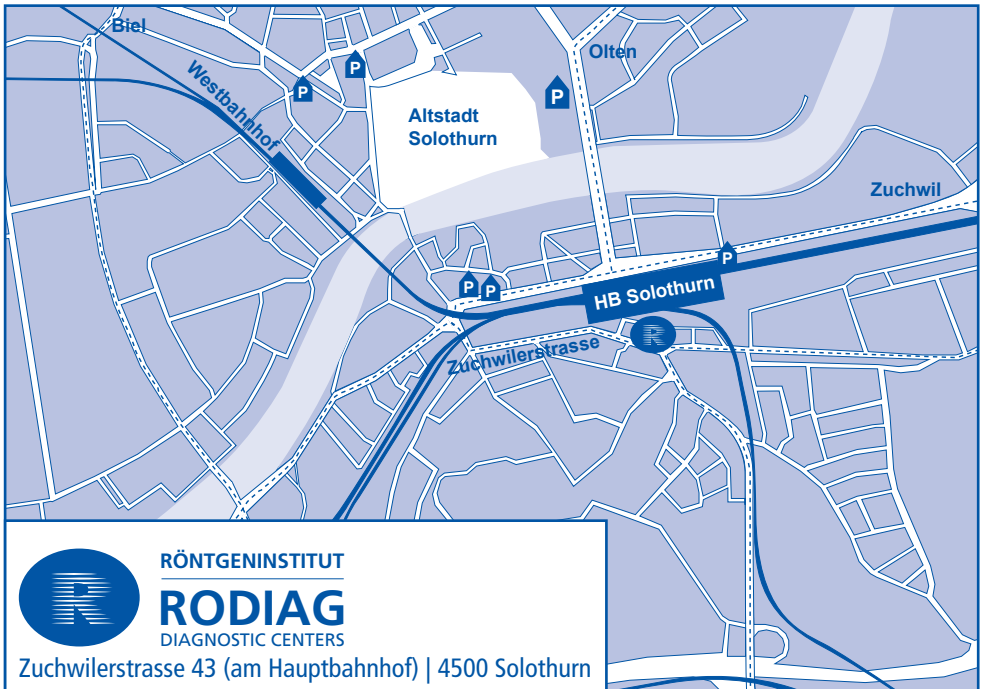 Biel
Olten
P
P
P
Westbahnhof
Altstadt
Solothurn
Zuchwil
P
P
P
HB Solothurn
R
Zuchwilerstrasse
R
RÖNTGENINSTITUT
RODIAG
DIAGNOSTIC CENTERS
Zuchwilerstrasse 43 (am Hauptbahnhof) | 4500 Solothurn